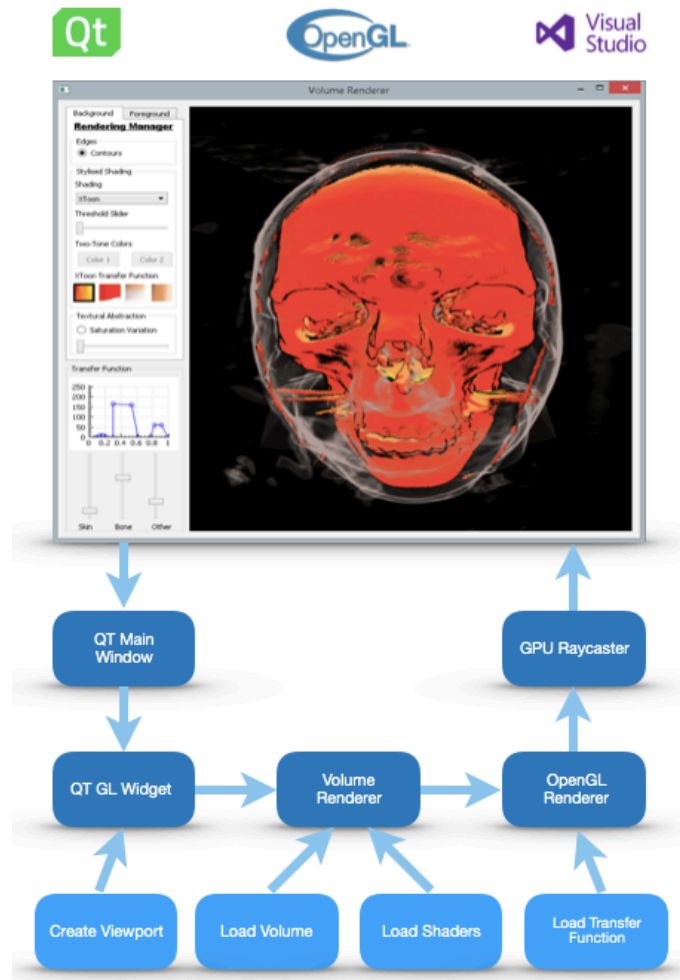 Qt
OpenGL
Visual
Studio
Volume Renderer
Background
Foreground
Rendering Manager
Edges
Contours
Stylised Shading
Shading
XToon
Threshold Slider
Two-Tone Colors
Color 1
Color 2
XToon Transfer Function
Textural Abstraction
Saturation Variation
Transfer Function
250
200
150
100
50
0
0 0.2 0.4 0.6 0.8 1
Skin
Bone
Other
QT Main
Window
GPU Raycaster
QT GL Widget
Volume
Renderer
OpenGL
Renderer
Create Viewport
Load Volume
Load Shaders
Load Transfer
Function